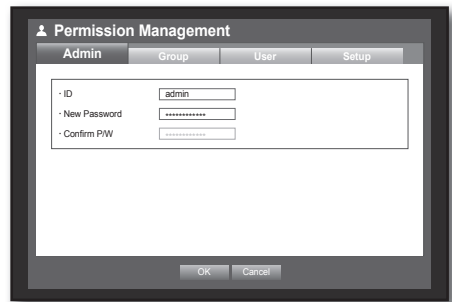 Permission Management
Admin Group User Setup
· ID admin
· New Password ************
· Confirm P/W ************
OK Cancel